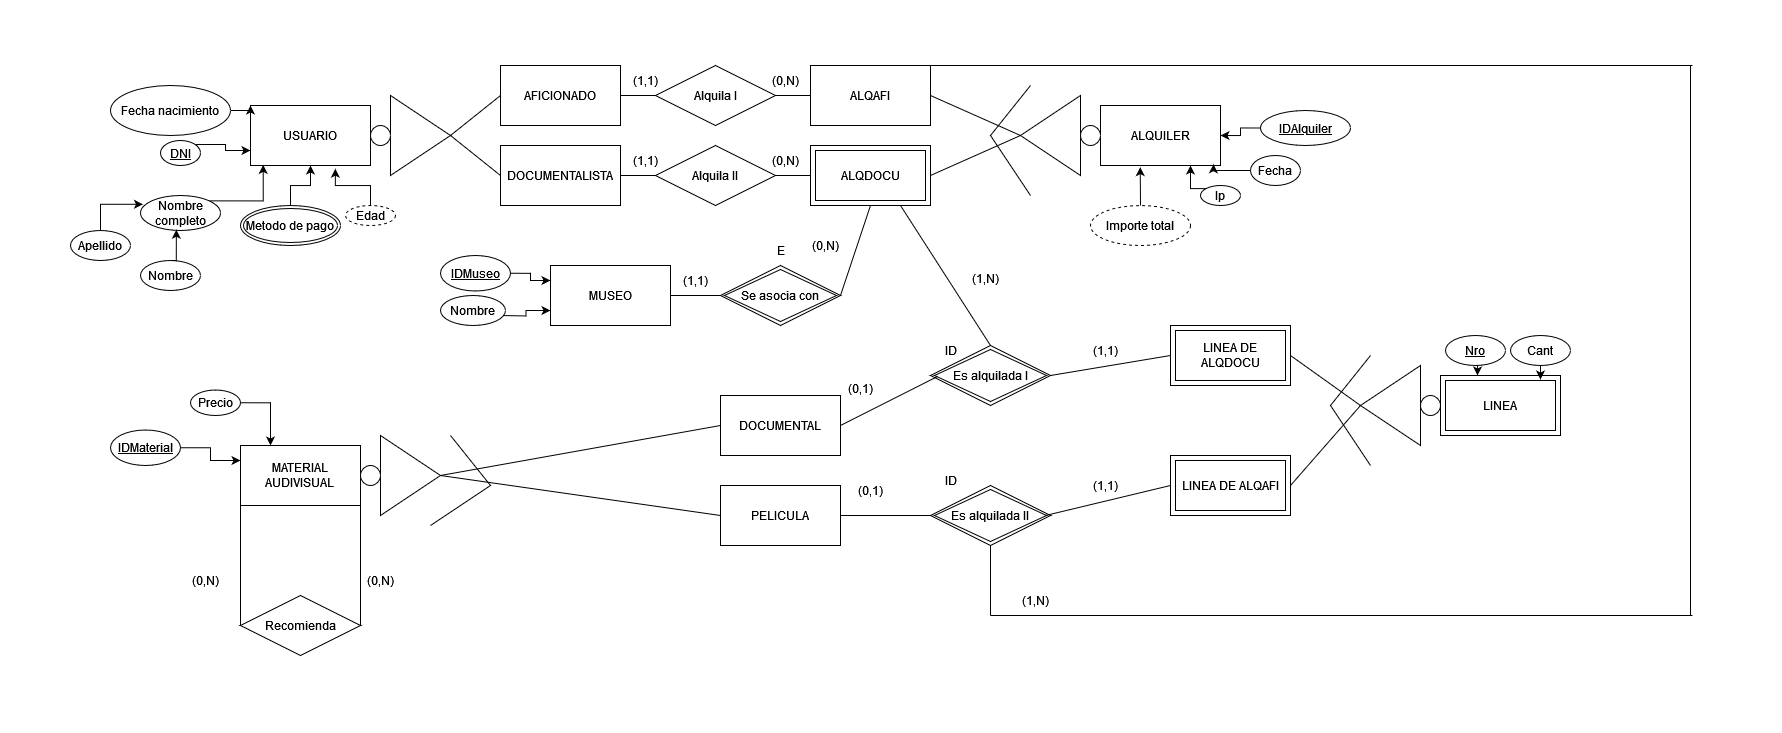 AFICIONADO
(1,1)
Alquila I
(0,N)
ALQAFI
Fecha nacimiento
USUARIO
ALQUILER
IDAlquiler
DNI
DOCUMENTALISTA
(1,1)
Alquila II
(0,N)
ALQDOCU
Fecha
Ip
Nombre
completo
Metodo de pago
Edad
Importe total
Apellido
Nombre
E
(0,N)
IDMuseo
Nombre
MUSEO
(1,1)
Se asocia con
(1,N)
ID
Es alquilada I
(1,1)
LINEA DE
ALQDOCU
Nro
Cant
LINEA
(0,1)
Precio
DOCUMENTAL
IDMaterial
MATERIAL
AUDIVISUAL
ID
(0,1)
PELICULA
Es alquilada II
(1,1)
LINEA DE ALQAFI
(0,N)
(0,N)
(1,N)
Recomienda